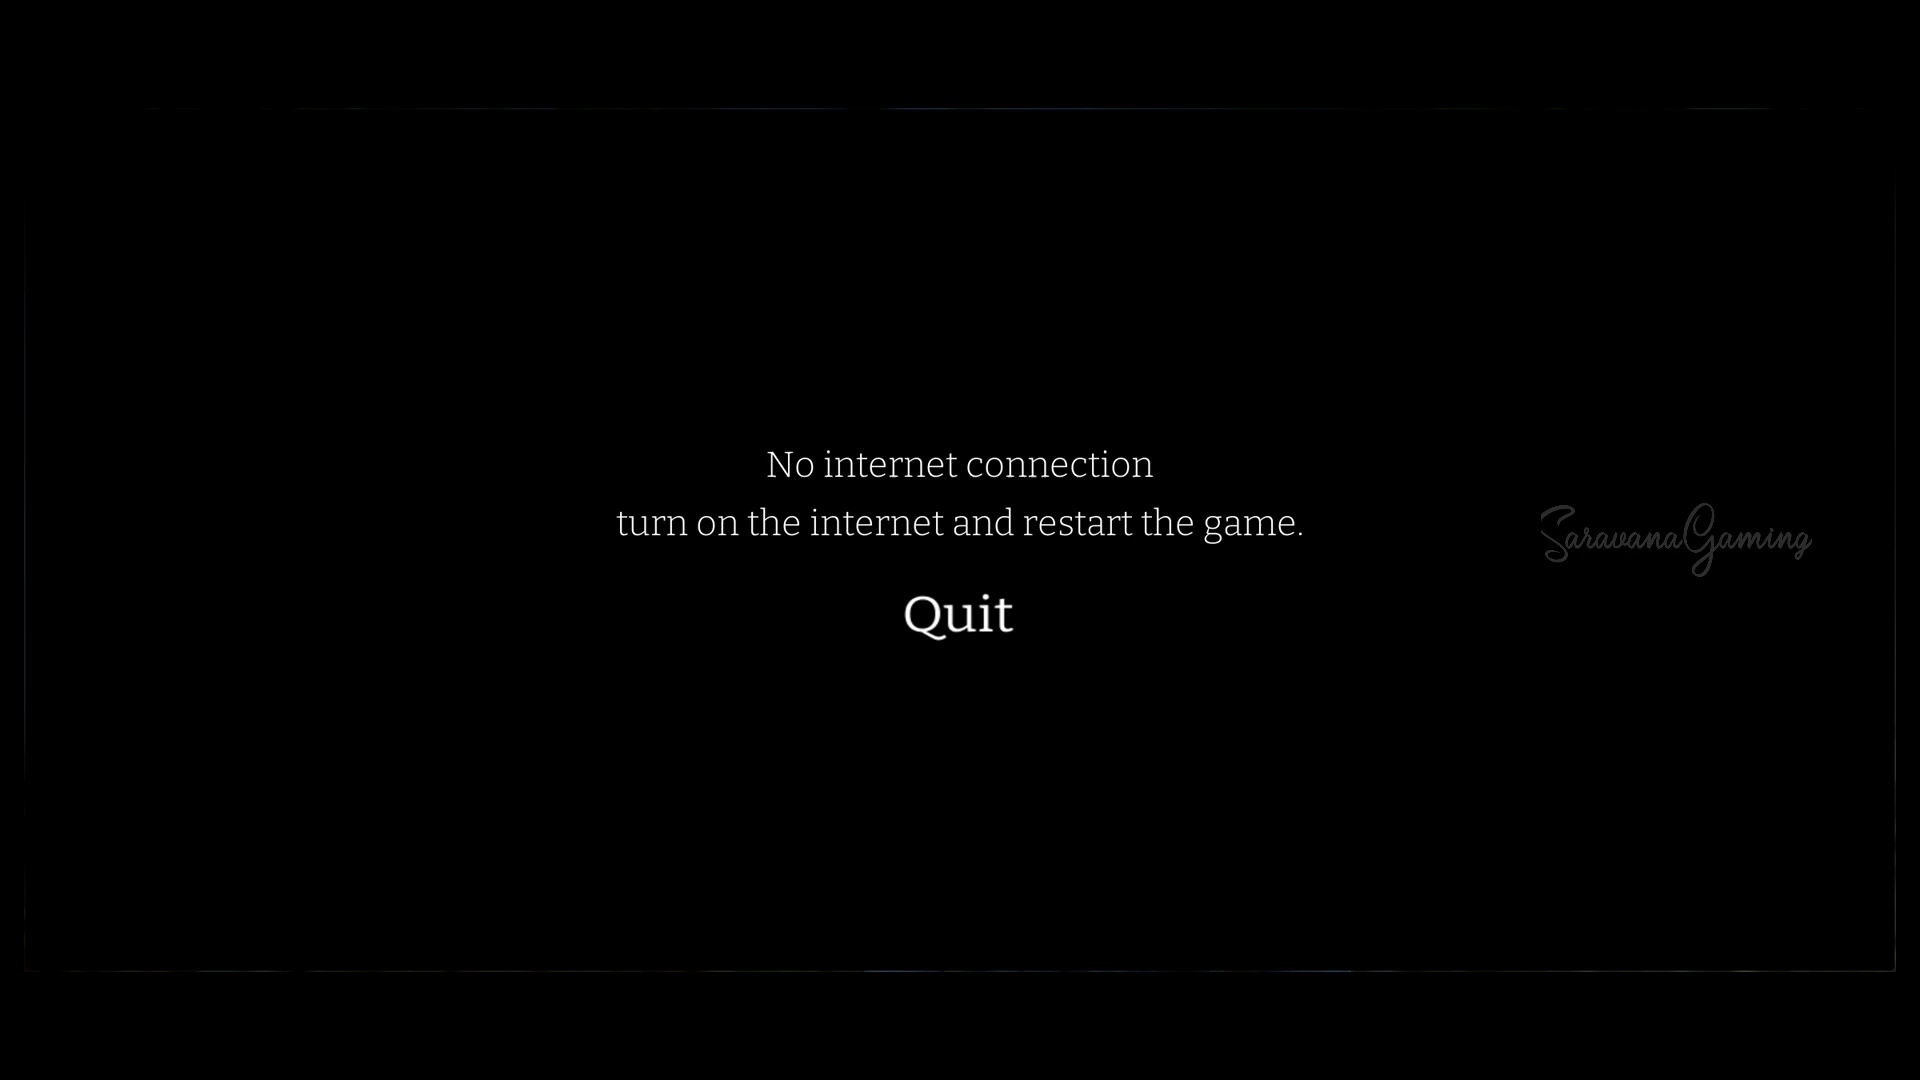 No internet connection
turn on the internet and restart the game.
SaravanaGaming
Quit